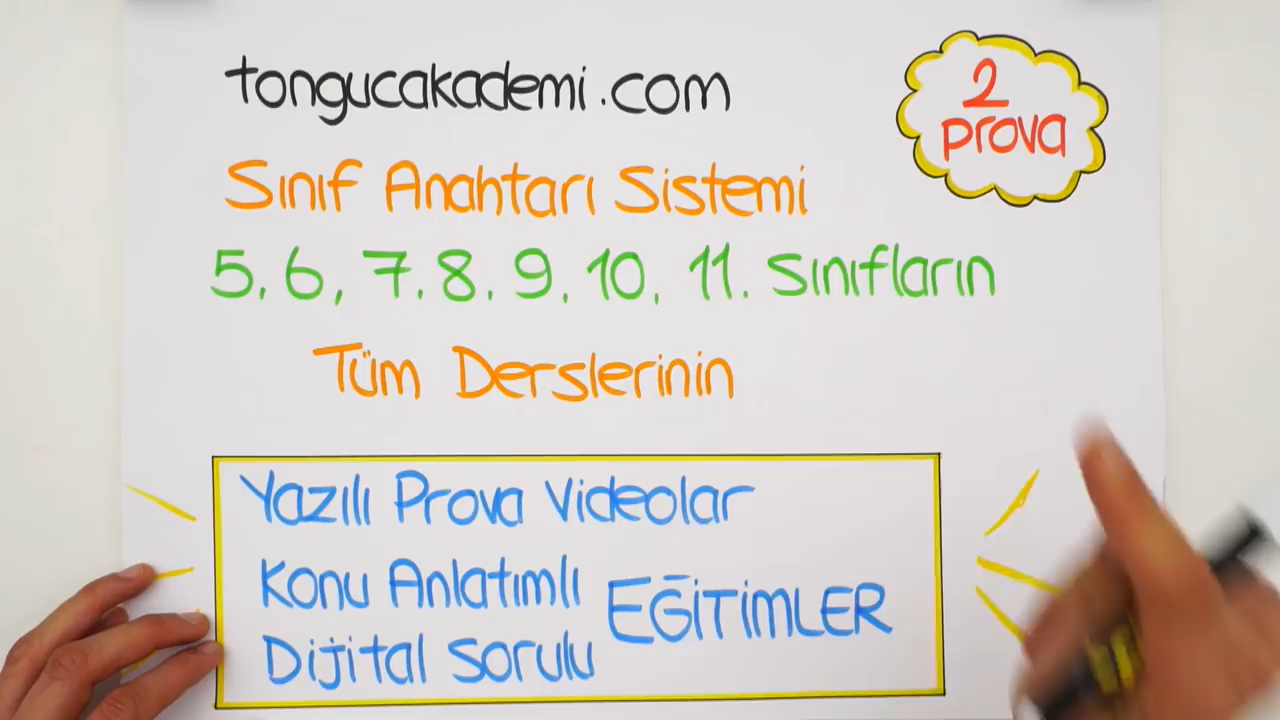 tongucakademi.com
2
prova
Sınıf Anahtarı Sistemi
5, 6, 7, 8, 9, 10, 11. Sınıfların
Tüm Derslerinin
Yazılı Prova Videolar
Konu Anlatımlı
EĞİTİMLER
Dijital Sorulu